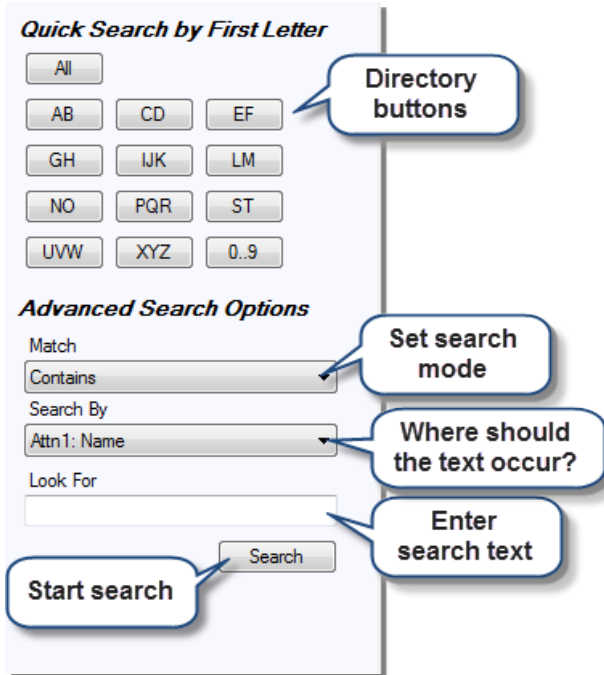 Quick Search by First Letter
All
Directory
buttons
AB CD EF
GH IJK LM
NO PQR ST
UVW XYZ 0..9
Advanced Search Options
Match
Set search
mode
Contains
Search By
Attn1: Name
Where should
the text occur?
Look For
Enter
search text
Search
Start search